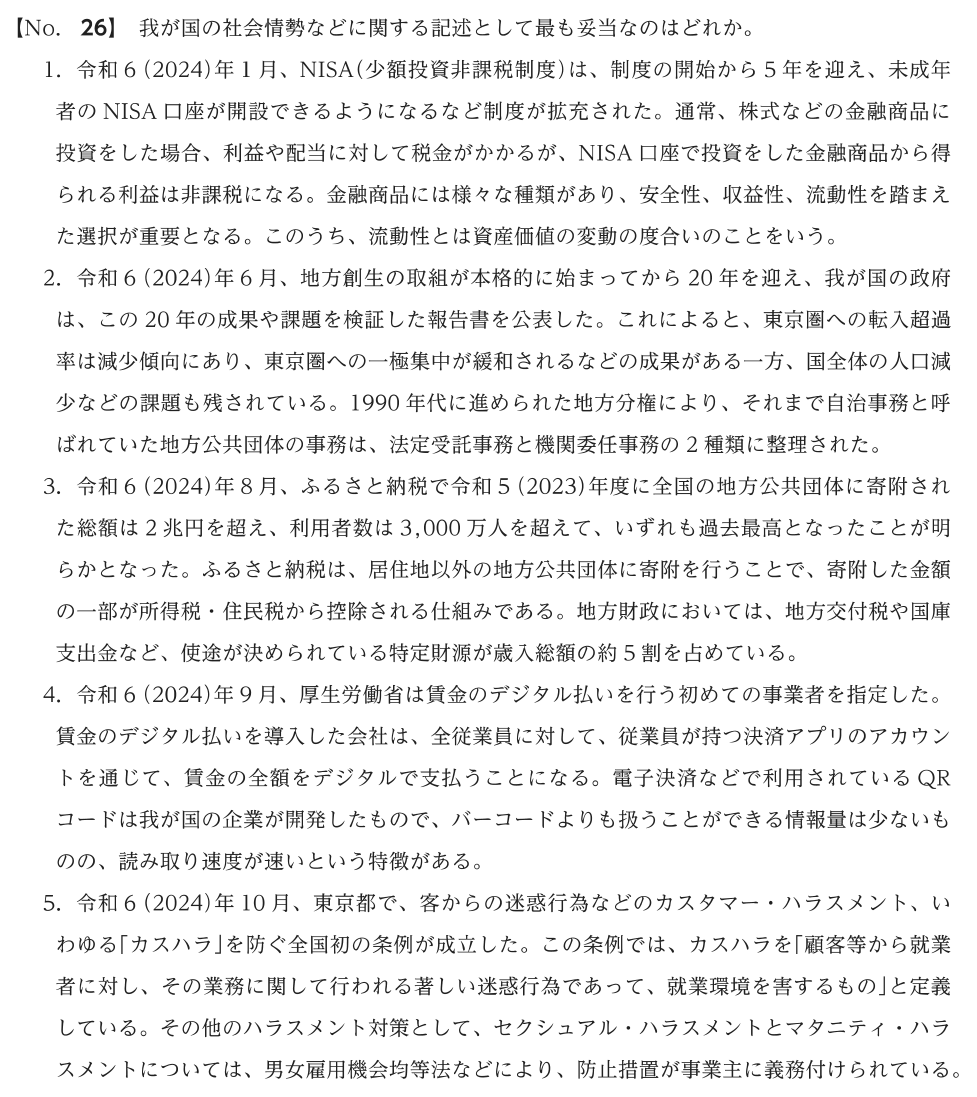 【No. 26】 我が国の社会情勢などに関する記述として最も妥当なのはどれか。
1. 令和6(2024)年1月、NISA(少額投資非課税制度)は、制度の開始から5年を迎え、未成年
者のNISA口座が開設できるようになるなど制度が拡充された。通常、株式などの金融商品に
投資をした場合、利益や配当に対して税金がかかるが、NISA口座で投資をした金融商品から得
られる利益は非課税になる。金融商品には様々な種類があり、安全性、収益性、流動性を踏まえ
た選択が重要となる。このうち、流動性とは資産価値の変動の度合いのことをいう。
2. 令和6(2024)年6月、地方創生の取組が本格的に始まってから20年を迎え、我が国の政府
は、この20年の成果や課題を検証した報告書を公表した。これによると、東京圏への転入超過
率は減少傾向にあり、東京圏への一極集中が緩和されるなどの成果がある一方、国全体の人口減
少などの課題も残されている。1990年代に進められた地方分権により、それまで自治事務と呼
ばれていた地方公共団体の事務は、法定受託事務と機関委任事務の2種類に整理された。
3. 令和6(2024)年8月、ふるさと納税で令和5(2023)年度に全国の地方公共団体に寄附され
た総額は2兆円を超え、利用者数は3,000万人を超えて、いずれも過去最高となったことが明
らかとなった。ふるさと納税は、居住地以外の地方公共団体に寄附を行うことで、寄附した金額
の一部が所得税・住民税から控除される仕組みである。地方財政においては、地方交付税や国庫
支出金など、使途が決められている特定財源が歳入総額の約5割を占めている。
4. 令和6(2024)年9月、厚生労働省は賃金のデジタル払いを行う初めての事業者を指定した。
賃金のデジタル払いを導入した会社は、全従業員に対して、従業員が持つ決済アプリのアカウン
トを通じて、賃金の全額をデジタルで支払うことになる。電子決済などで利用されているQR
コードは我が国の企業が開発したもので、バーコードよりも扱うことができる情報量は少ないも
のの、読み取り速度が速いという特徴がある。
5. 令和6(2024)年10月、東京都で、客からの迷惑行為などのカスタマー・ハラスメント、い
わゆる「カスハラ」を防ぐ全国初の条例が成立した。この条例では、カスハラを「顧客等から就業
者に対し、その業務に関して行われる著しい迷惑行為であって、就業環境を害するもの」と定義
している。その他のハラスメント対策として、セクシュアル・ハラスメントとマタニティ・ハラ
スメントについては、男女雇用機会均等法などにより、防止措置が事業主に義務付けられている。